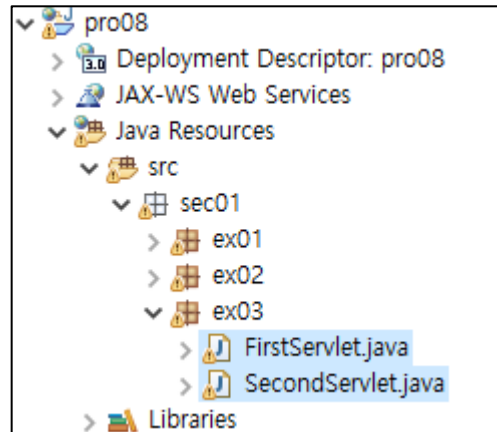 pro08
Deployment Descriptor: pro08
JAX-WS Web Services
Java Resources
src
sec01
ex01
ex02
ex03
FirstServlet.java
SecondServlet.java
Libraries